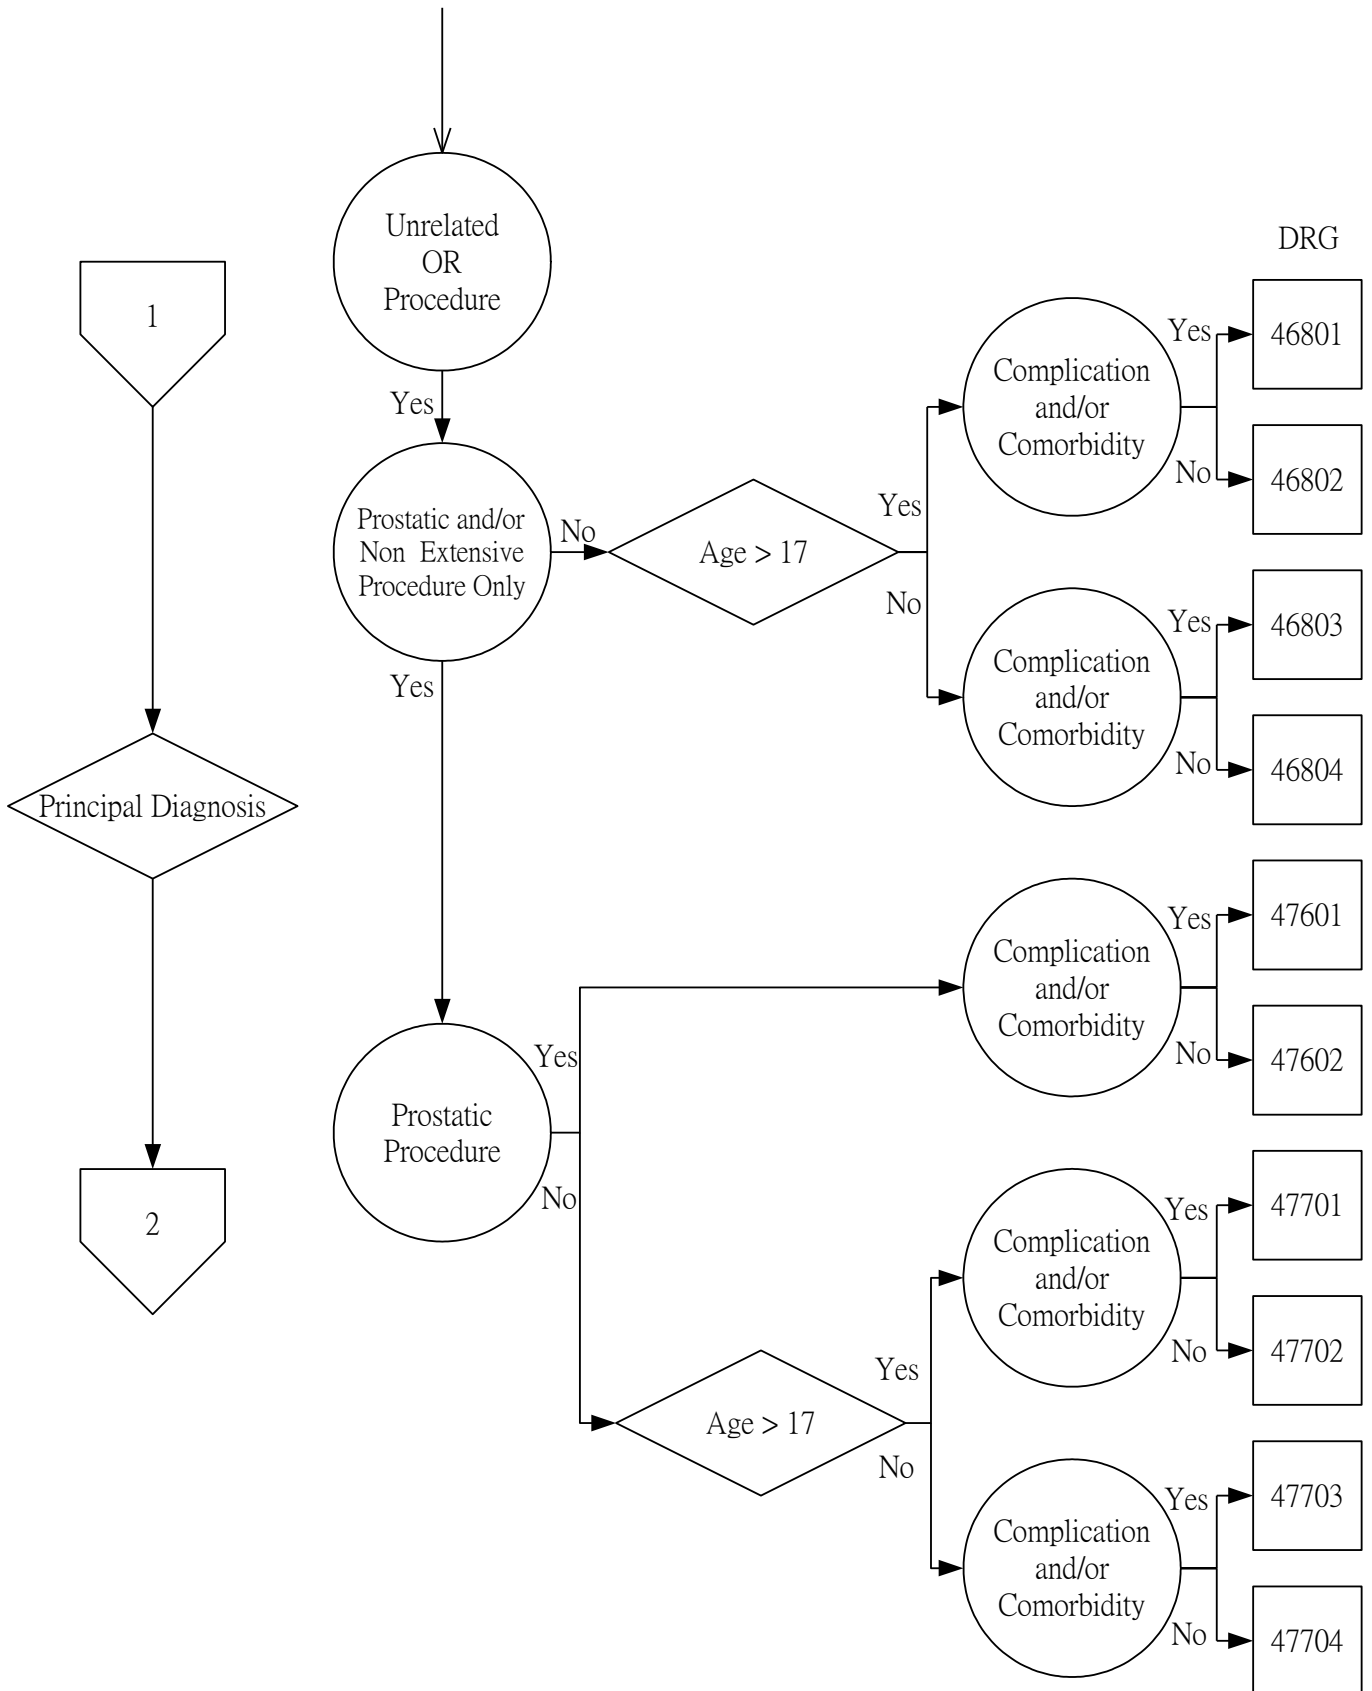 Unrelated
OR
Procedure
DRG
1
Yes
46801
Complication
and/or
Comorbidity
Yes
No
46802
Yes
Prostatic and/or
Non Extensive
Procedure Only
No
Age > 17
No
Yes
46803
Complication
and/or
Comorbidity
Yes
No
46804
Principal Diagnosis
Yes
47601
Complication
and/or
Comorbidity
Yes
No
47602
Prostatic
Procedure
No
2
Yes
47701
Complication
and/or
Comorbidity
Yes
No
47702
Age > 17
No
Yes
47703
Complication
and/or
Comorbidity
No
47704